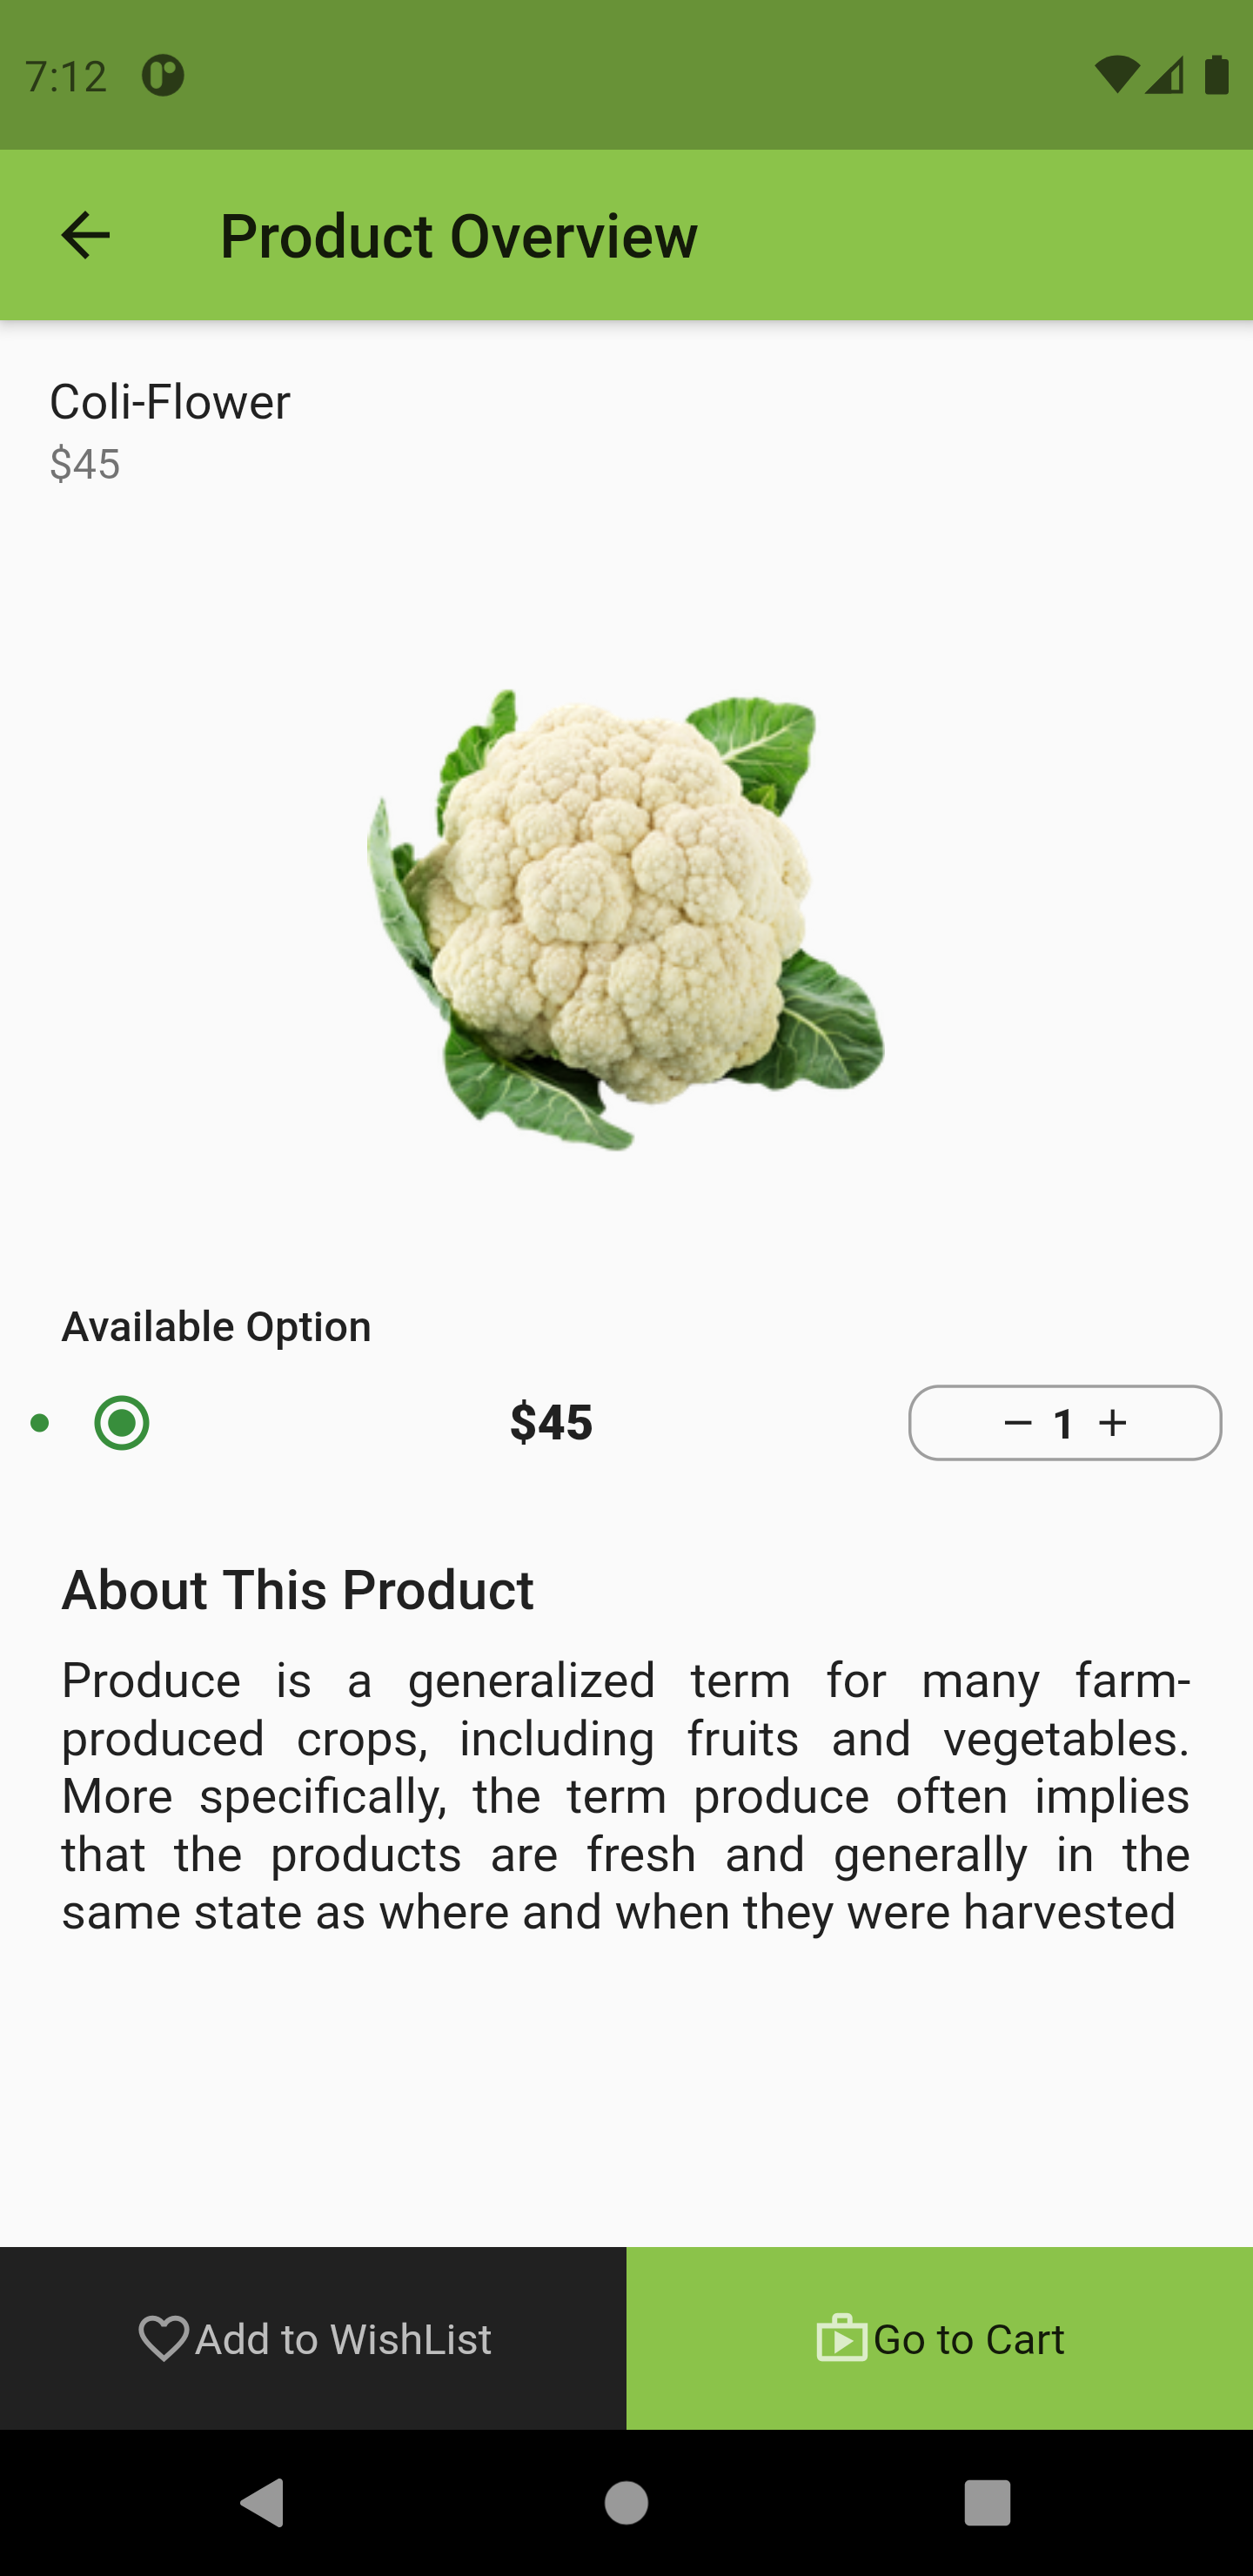 7:12
Product Overview
Coli-Flower
$45
Available Option
$45
1
About This Product
Produce is a generalized term for many farm-
produced crops, including fruits and vegetables.
More specifically, the term produce often implies
that the products are fresh and generally in the
same state as where and when they were harvested
Add to WishList
Go to Cart